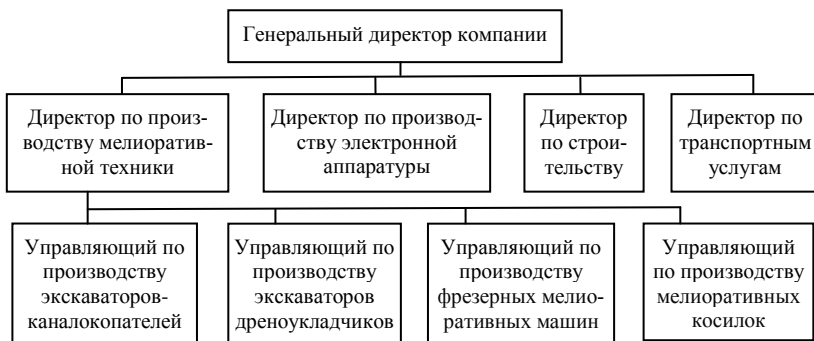 Генеральный директор компании
Директор по произ-
водству мелиоратив-
ной техники
Директор по производ-
ству электронной
аппаратуры
Директор
по строи-
тельству
Директор по
транспортным
услугам
Управляющий по
производству
экскаваторов-
каналокопателей
Управляющий по
производству
экскаваторов
дреноукладчиков
Управляющий по
производству
фрезерных мелио-
ративных машин
Управляющий
по производству
мелиоративных
косилок